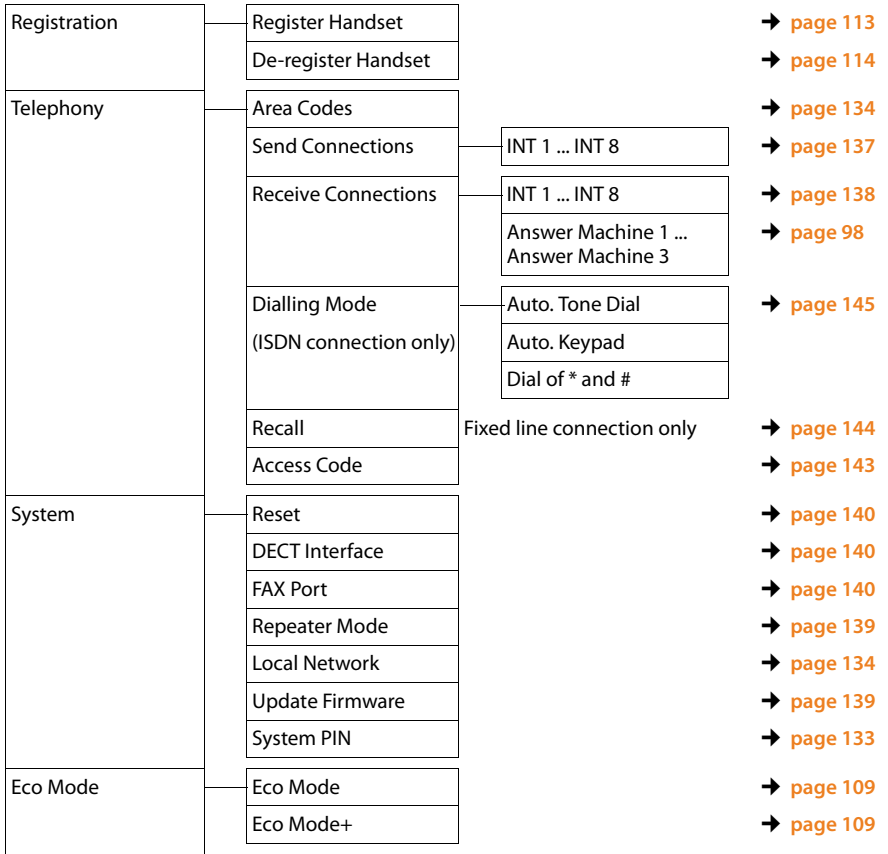 Registration Register Handset → page 113
De-register Handset → page 114
Telephony Area Codes → page 134
Send Connections INT 1 ... INT 8 → page 137
Receive Connections INT 1 ... INT 8 → page 138
Answer Machine 1 ... → page 98
Answer Machine 3
Dialling Mode Auto. Tone Dial → page 145
(ISDN connection only) Auto. Keypad
Dial of * and #
Recall Fixed line connection only → page 144
Access Code → page 143
System Reset → page 140
DECT Interface → page 140
FAX Port → page 140
Repeater Mode → page 139
Local Network → page 134
Update Firmware → page 139
System PIN → page 133
Eco Mode Eco Mode → page 109
Eco Mode+ → page 109